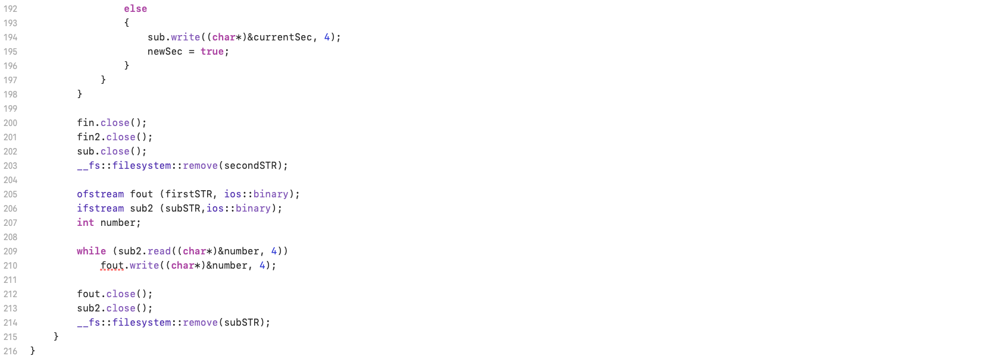 192 else
193 {
194 sub.write((char*)&currentSec, 4);
195 newSec = true;
196 }
197 }
198 }
199
200 fin.close();
201 fin2.close();
202 sub.close();
203 __fs::filesystem::remove(secondSTR);
204
205 ofstream fout (firstSTR, ios::binary);
206 ifstream sub2 (subSTR,ios::binary);
207 int number;
208
209 while (sub2.read((char*)&number, 4))
210 fout.write((char*)&number, 4);
211
212 fout.close();
213 sub2.close();
214 __fs::filesystem::remove(subSTR);
215 }
216 }